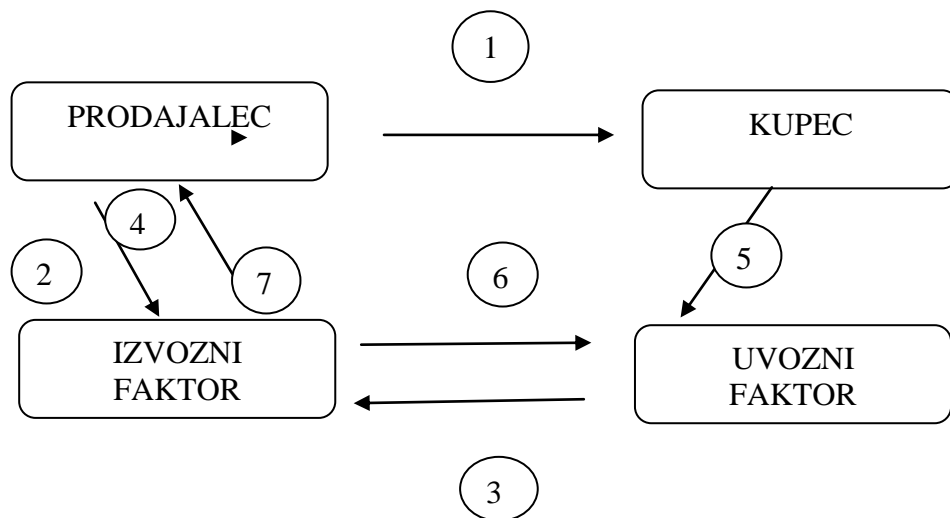 1
PRODAJALEC
KUPEC
4
2
7
6
5
IZVOZNI
FAKTOR
UVOZNI
FAKTOR
3